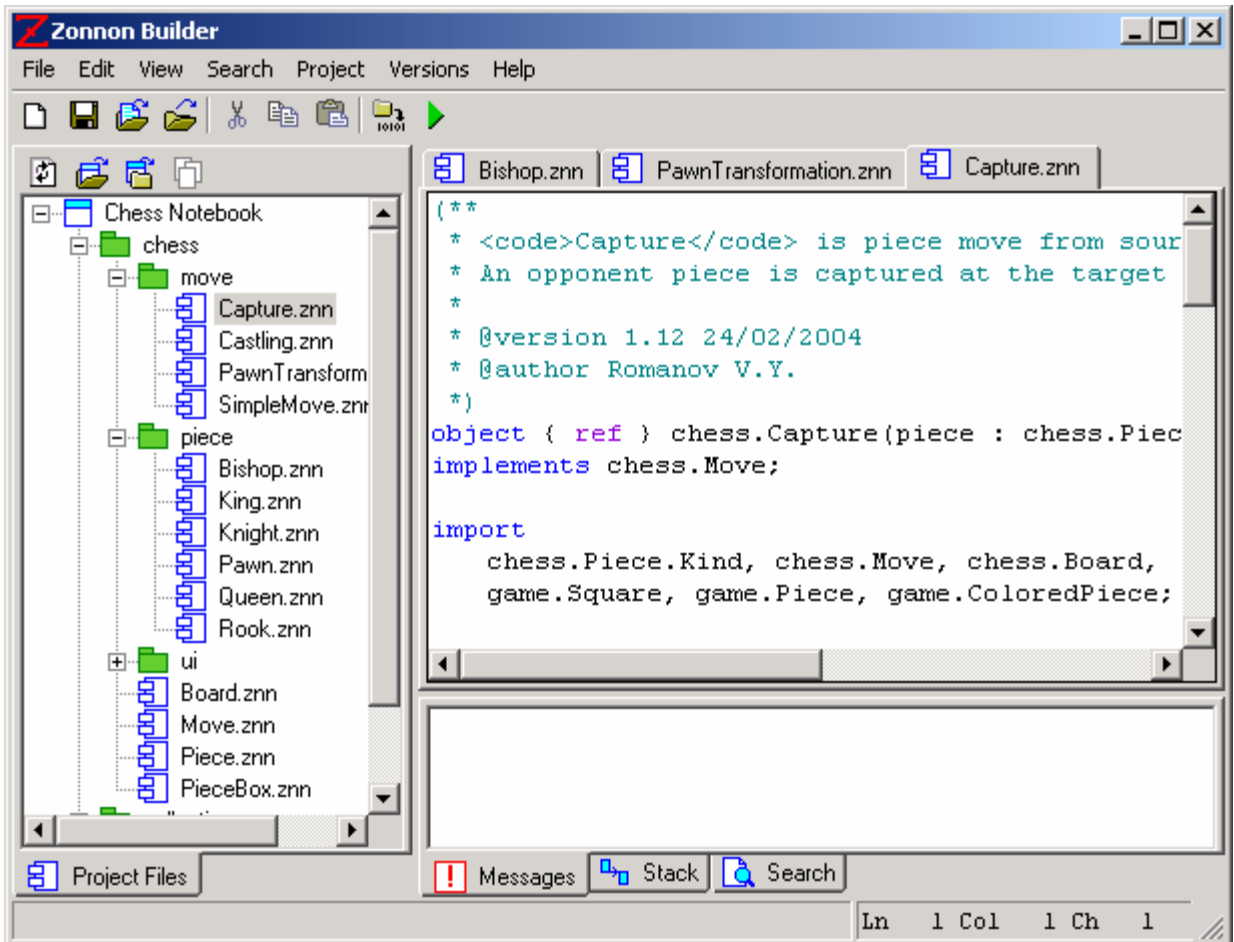 Zonnon Builder
File Edit View Search Project Versions Help
Chess Notebook
chess
move
Capture.znn
Castling.znn
PawnTransform
SimpleMove.znn
piece
Bishop.znn
King.znn
Knight.znn
Pawn.znn
Queen.znn
Rook.znn
ui
Board.znn
Move.znn
Piece.znn
PieceBox.znn
Project Files
Bishop.znn PawnTransformation.znn Capture.znn
(**
* <code>Capture</code> is piece move from sour
* An opponent piece is captured at the target
*
* @version 1.12 24/02/2004
* @author Romanov V.Y.
*)
object { ref } chess.Capture(piece : chess.Piec
implements chess.Move;
import
chess.Piece.Kind, chess.Move, chess.Board,
game.Square, game.Piece, game.ColoredPiece;
Messages Stack Search
Ln 1 Col 1 Ch 1